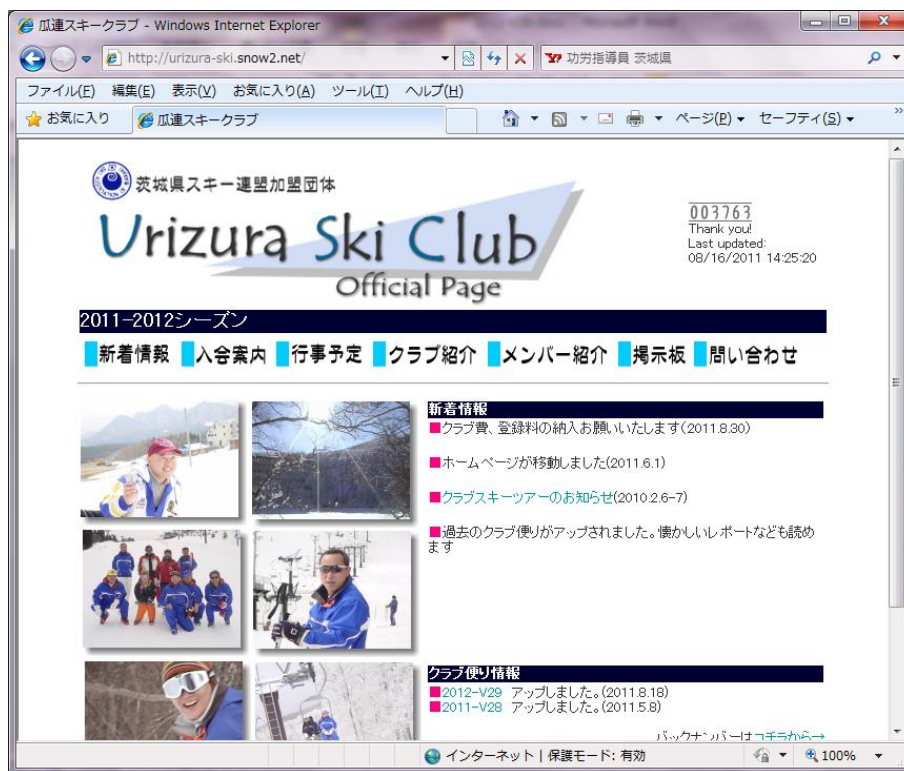 瓜連スキークラブ - Windows Internet Explorer
http://urizura-ski.snow2.net/
功労指導員 茨城県
ファイル(F) 編集(E) 表示(V) お気に入り(A) ツール(T) ヘルプ(H)
お気に入り 瓜連スキークラブ ページ(P) セーフティ(S) »
茨城県スキー連盟加盟団体
Urizura Ski Club
Official Page
003763
Thank you!
Last updated:
08/16/2011 14:25:20
2011-2012シーズン
新着情報 入会案内 行事予定 クラブ紹介 メンバー紹介 掲示板 問い合わせ
新着情報
■クラブ費、登録料の納入お願いいたします(2011.8.30)
■ホームページが移動しました(2011.6.1)
■クラブスキーツアーのお知らせ(2010.2.6-7)
■過去のクラブ便りがアップされました。懐かしいレポートなども読め
ます
クラブ便り情報
■2012-V29 アップしました。(2011.8.18)
■2011-V28 アップしました。(2011.5.8)
バックナンバーはコチラから→
インターネット | 保護モード: 有効 100%